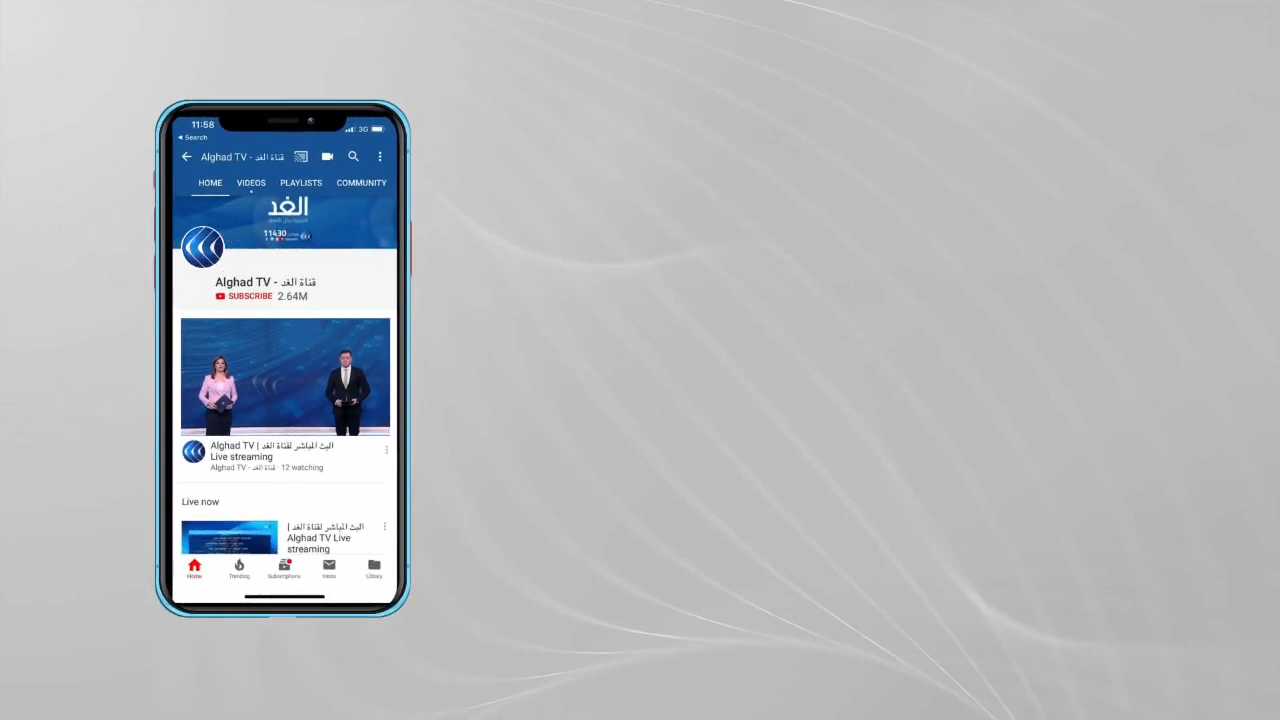 11:58
3G
Search
Alghad TV - قناة الغد
HOME VIDEOS PLAYLISTS COMMUNITY
الغد
11430
Alghad TV - قناة الغد
SUBSCRIBE 2.64M
Alghad TV | البث المباشر لقناة الغد
Live streaming
Alghad TV - قناة الغد · 12 watching
Live now
البث المباشر لقناة الغد |
Alghad TV Live
streaming
Home Trending Subscriptions Inbox Library